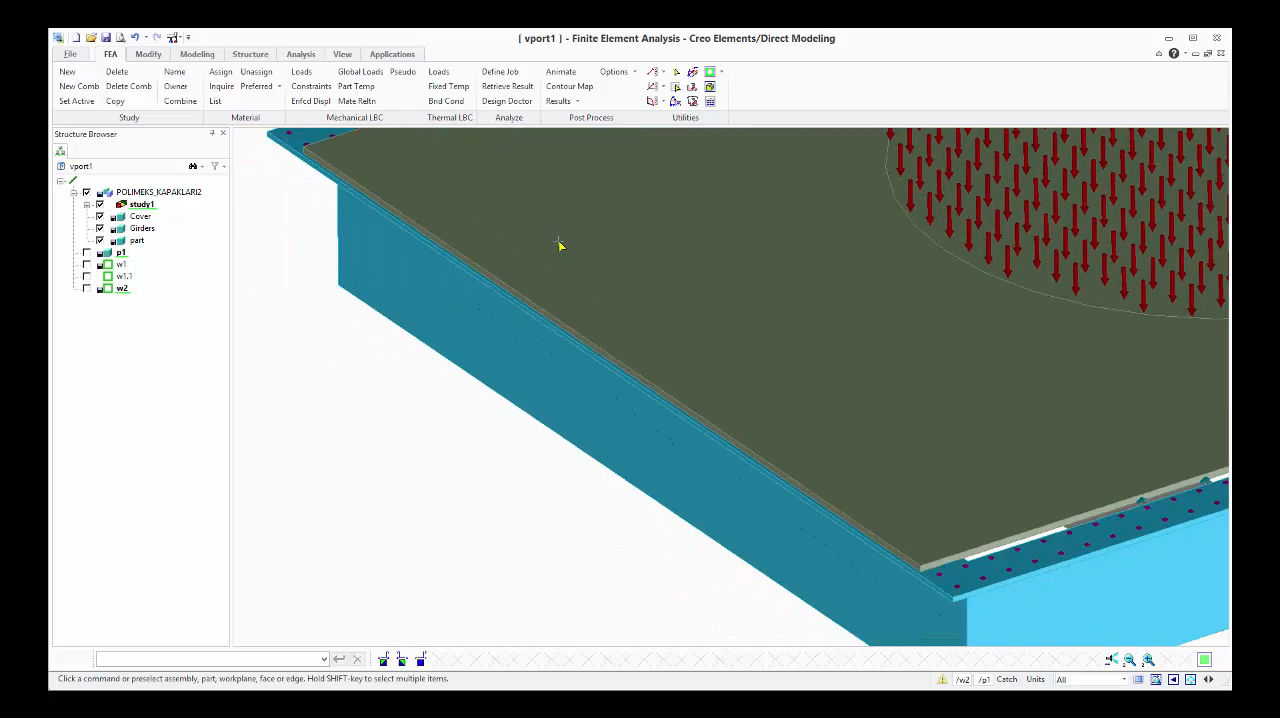 [ vport1 ] - Finite Element Analysis - Creo Elements/Direct Modeling
File FEA Modify Modeling Structure Analysis View Applications
New Delete Name Assign Unassign Loads Global Loads Pseudo Loads Define Job Animate Options
New Comb Delete Comb Owner Inquire Preferred Constraints Part Temp Fixed Temp Retrieve Result Contour Map
Set Active Copy Combine List Enfcd Displ Mate Reltn Bnd Cond Design Doctor Results
Study Material Mechanical LBC Thermal LBC Analyze Post Process Utilities
Structure Browser
vport1
POLIMEKS_KAPAKLARI2
study1
Cover
Girders
part
p1
w1
w1.1
w2
Click a command or preselect assembly, part, workplane, face or edge. Hold SHIFT-key to select multiple items.
/w2 /p1 Catch Units All